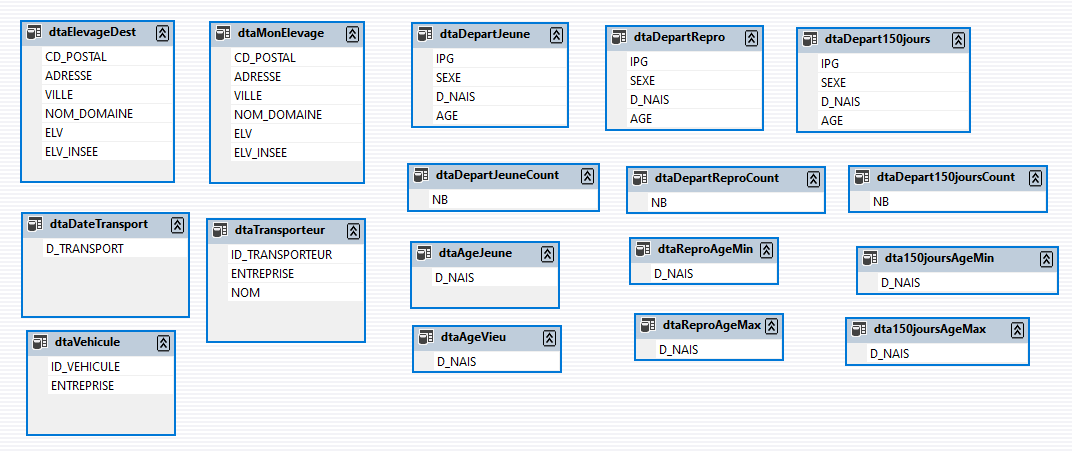 dtaElevageDest
CD_POSTAL
ADRESSE
VILLE
NOM_DOMAINE
ELV
ELV_INSEE
dtaMonElevage
CD_POSTAL
ADRESSE
VILLE
NOM_DOMAINE
ELV
ELV_INSEE
dtaDepartJeune
IPG
SEXE
D_NAIS
AGE
dtaDepartRepro
IPG
SEXE
D_NAIS
AGE
dtaDepart150jours
IPG
SEXE
D_NAIS
AGE
dtaDepartJeuneCount
NB
dtaDepartReproCount
NB
dtaDepart150joursCount
NB
dtaDateTransport
D_TRANSPORT
dtaTransporteur
ID_TRANSPORTEUR
ENTREPRISE
NOM
dtaAgeJeune
D_NAIS
dtaReproAgeMin
D_NAIS
dta150joursAgeMin
D_NAIS
dtaVehicule
ID_VEHICULE
ENTREPRISE
dtaAgeVieu
D_NAIS
dtaReproAgeMax
D_NAIS
dta150joursAgeMax
D_NAIS